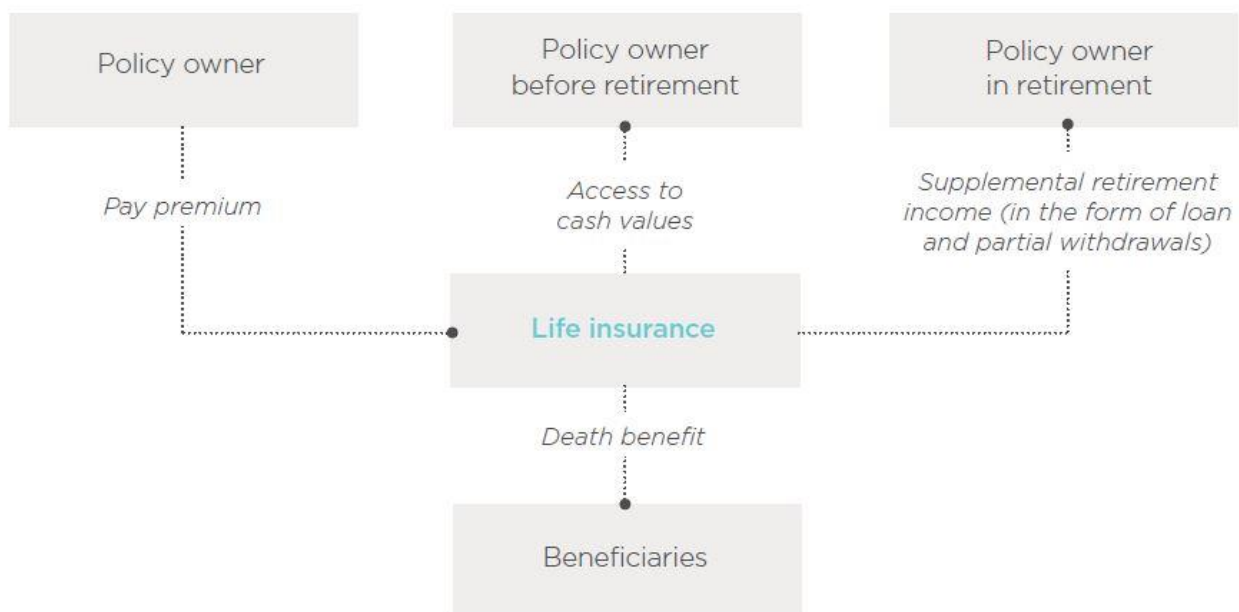 Policy owner
Policy owner
before retirement
Policy owner
in retirement
Pay premium
Access to
cash values
Supplemental retirement
income (in the form of loan
and partial withdrawals)
Life insurance
Death benefit
Beneficiaries